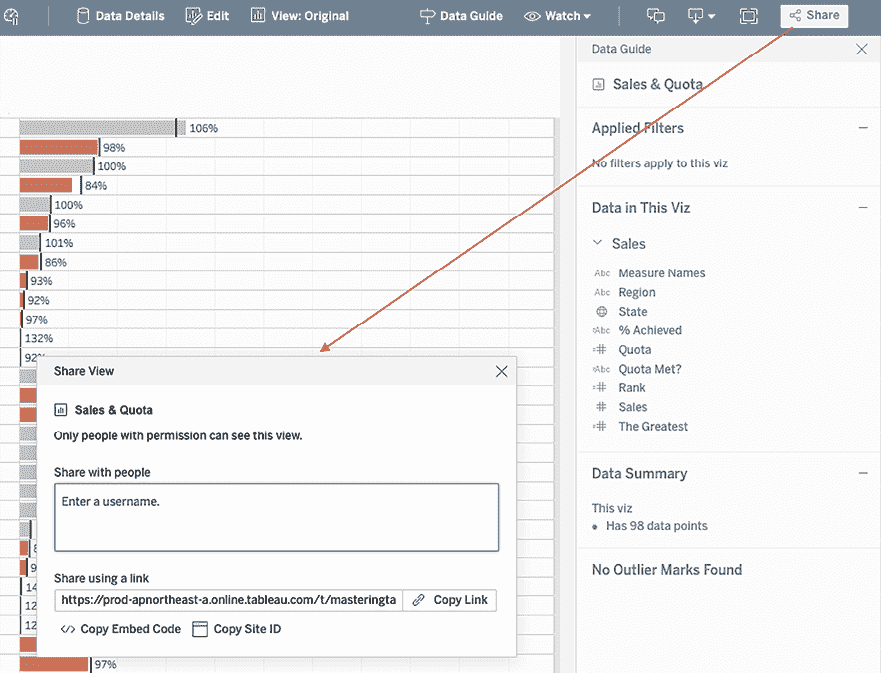 Data Details Edit View: Original Data Guide Watch Share
Data Guide
Sales & Quota
Applied Filters
No filters apply to this viz
Data in This Viz
Sales
Abc Measure Names
Abc Region
State
Abc % Achieved
Quota
Abc Quota Met?
Rank
Sales
The Greatest
Data Summary
This viz
Has 98 data points
No Outlier Marks Found
106%
98%
100%
84%
100%
96%
101%
86%
93%
92%
97%
132%
Share View
Sales & Quota
Only people with permission can see this view.
Share with people
Enter a username.
Share using a link
https://prod-apnortheast-a.online.tableau.com/t/masteringta Copy Link
Copy Embed Code Copy Site ID
97%